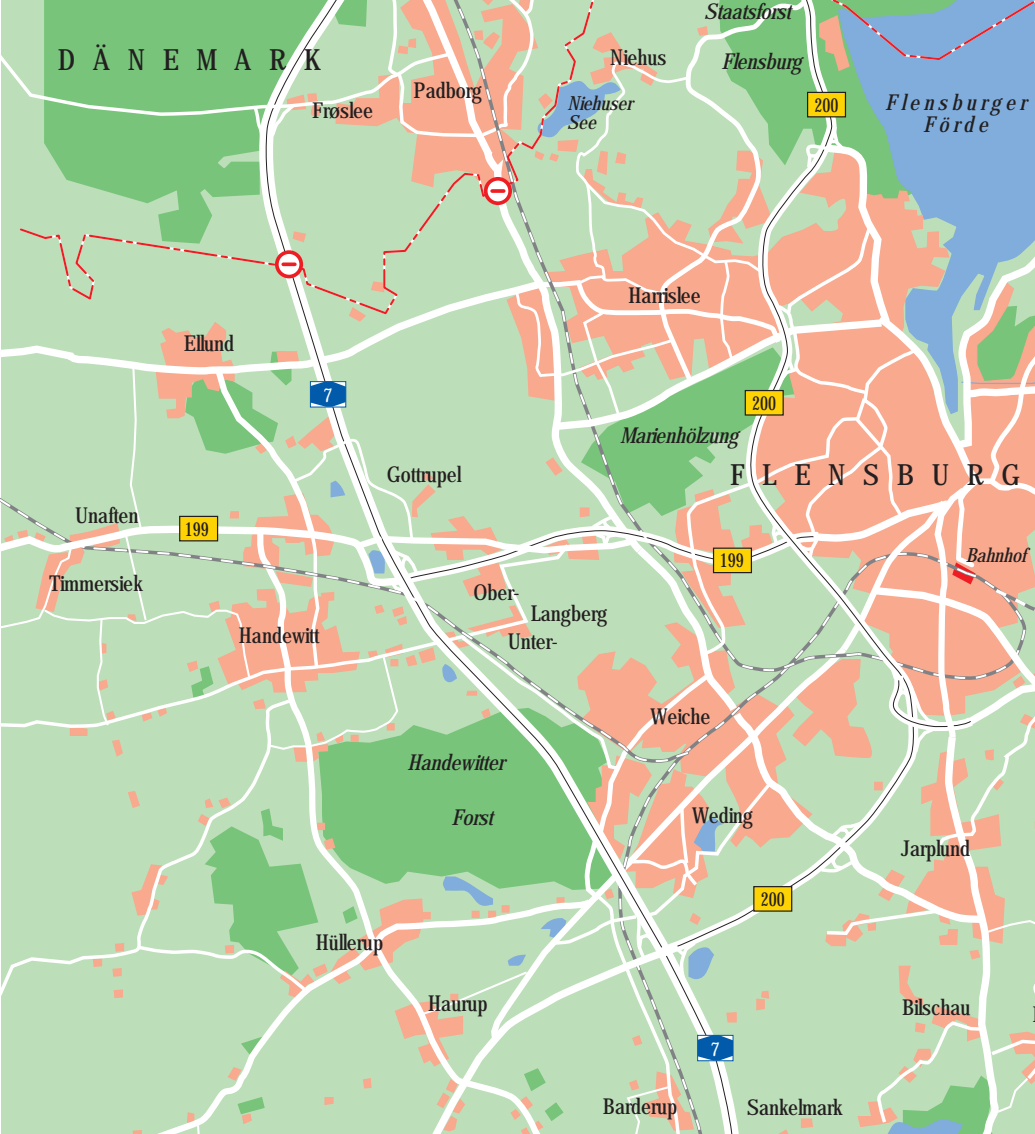 Staatsforst
Flensburg
DÄNEMARK
Niehus
Padborg
Frøslee
Niehuser
See
200
Flensburger
Förde
Harrislee
Ellund
7
200
Marienhölzung
FLENSBURG
Gottrupel
Unaften
199
199
Bahnhof
Timmersiek
Ober-
Langberg
Unter-
Handewitt
Weiche
Handewitter
Forst
Weding
Jarplund
200
Hüllerup
Haurup
Bilschau
7
Barderup
Sankelmark